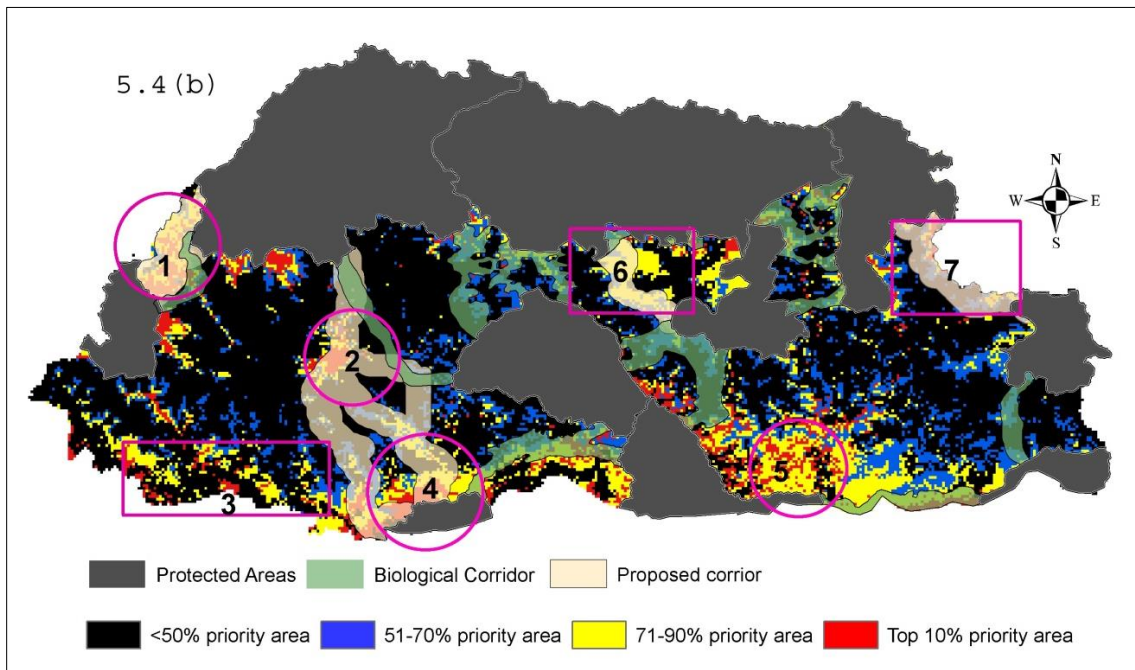 5.4(b)
N
W E
S
1
6
7
2
5
4
3
Protected Areas Biological Corridor Proposed corrior
<50% priority area 51-70% priority area 71-90% priority area Top 10% priority area